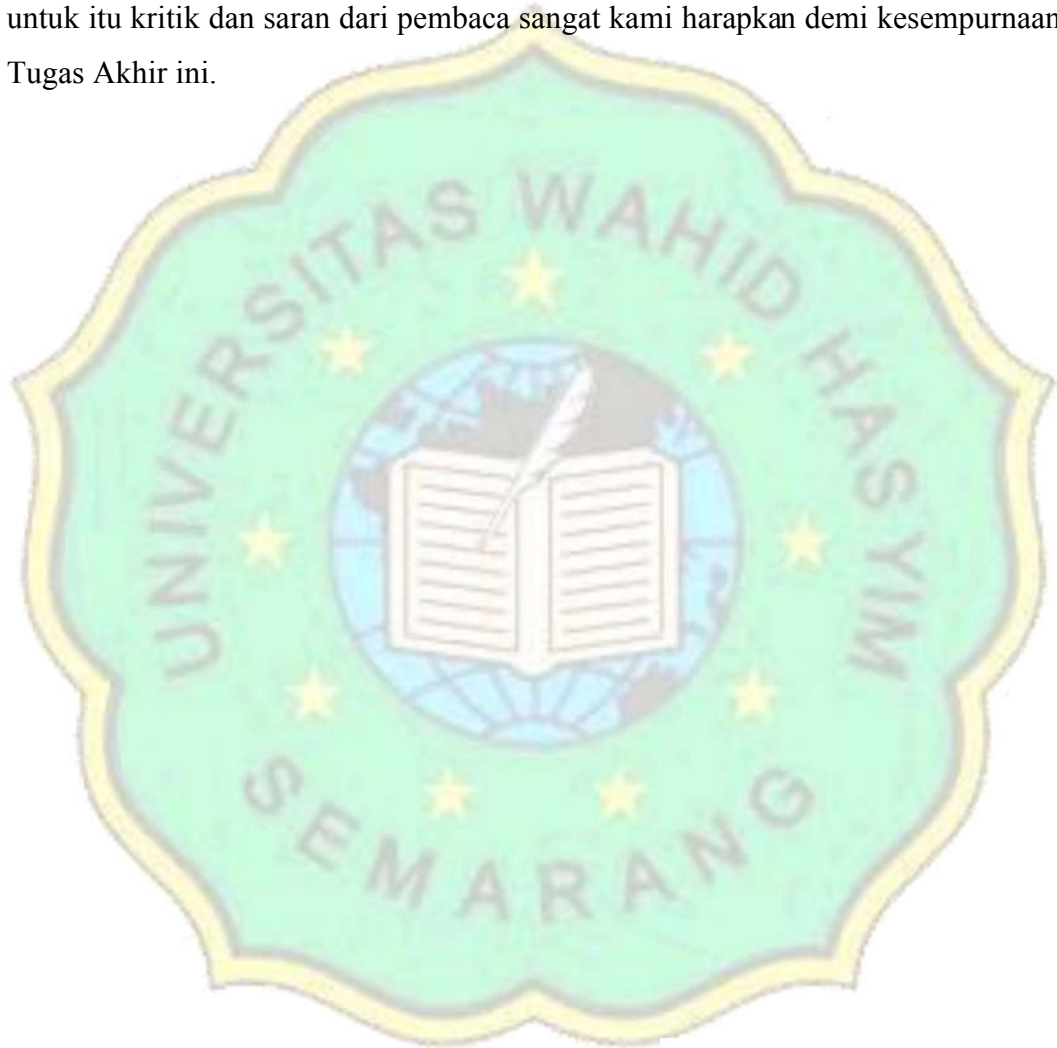 untuk itu kritik dan saran dari pembaca sangat kami harapkan demi kesempurnaan
Tugas Akhir ini.
UNIVERSITAS WAHID HASYIM
SEMARANG